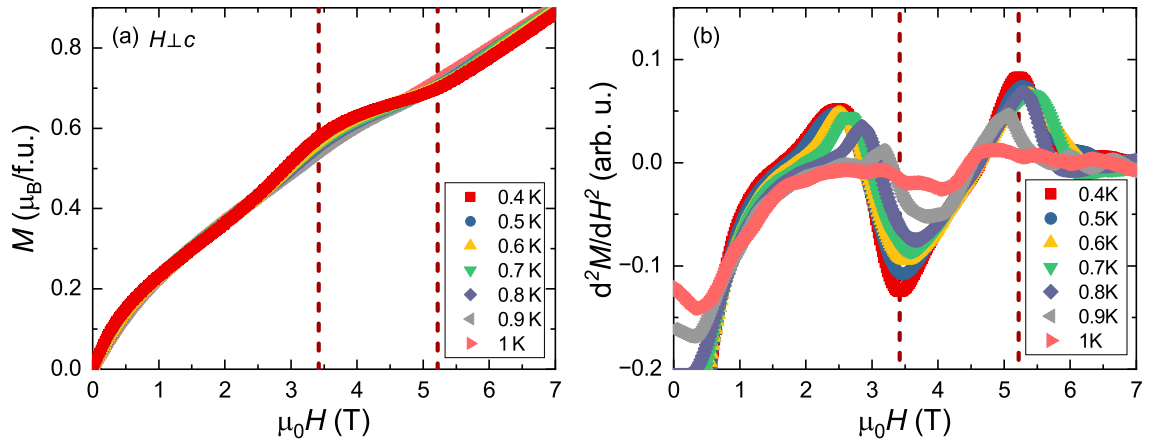 (a) H⊥c
M (μB/f.u.)
0.8
0.6
0.4
0.2
0.0
0 1 2 3 4 5 6 7
μ0H (T)
0.4 K
0.5 K
0.6 K
0.7 K
0.8 K
0.9 K
1 K
(b)
d²M/dH² (arb. u.)
0.1
0.0
−0.1
−0.2
0 1 2 3 4 5 6 7
μ0H (T)
0.4K
0.5K
0.6K
0.7K
0.8K
0.9K
1K